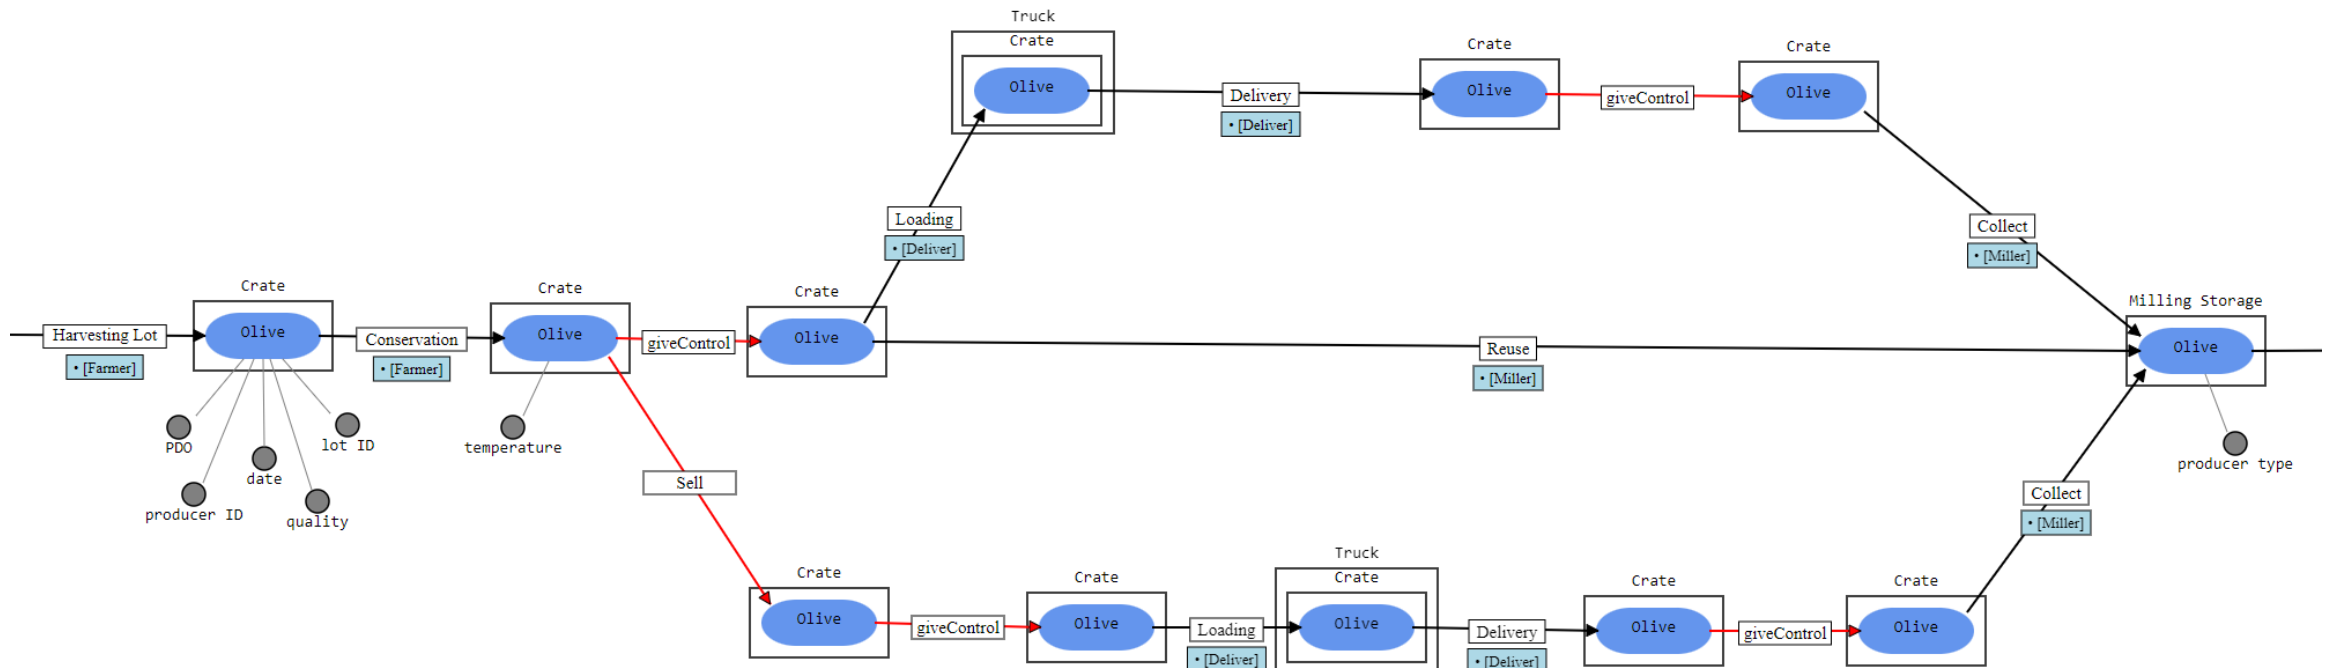 Truck
Crate
Olive
Delivery
• [Deliver]
Crate
Olive
giveControl
Crate
Olive
Loading
• [Deliver]
Collect
• [Miller]
Harvesting Lot
• [Farmer]
Crate
Olive
Conservation
• [Farmer]
Crate
Olive
giveControl
Crate
Olive
Reuse
• [Miller]
Milling Storage
Olive
PDO
producer ID
date
quality
lot ID
temperature
producer type
Sell
Collect
• [Miller]
Crate
Olive
giveControl
Crate
Olive
Loading
• [Deliver]
Truck
Crate
Olive
Delivery
• [Deliver]
Crate
Olive
giveControl
Crate
Olive